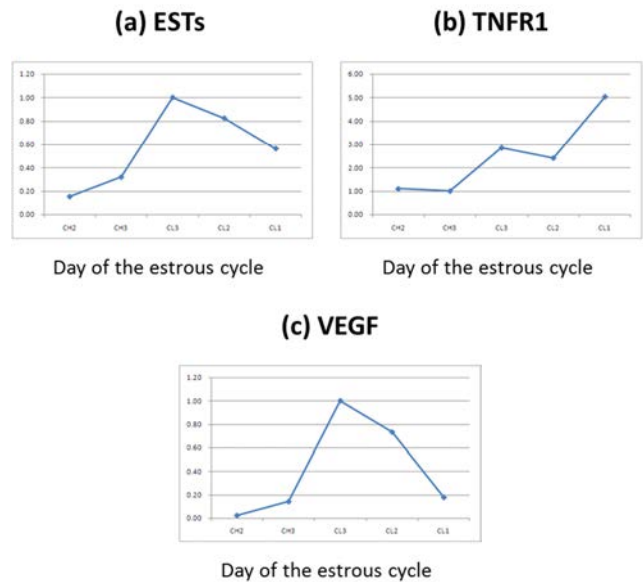 (a) ESTs
1.20
1.00
0.80
0.60
0.40
0.20
0.00
CH2 CH3 CL3 CL2 CL1
Day of the estrous cycle
(b) TNFR1
6.00
5.00
4.00
3.00
2.00
1.00
0.00
CH2 CH3 CL3 CL2 CL1
Day of the estrous cycle
(c) VEGF
1.20
1.00
0.80
0.60
0.40
0.20
0.00
CH2 CH3 CL3 CL2 CL1
Day of the estrous cycle